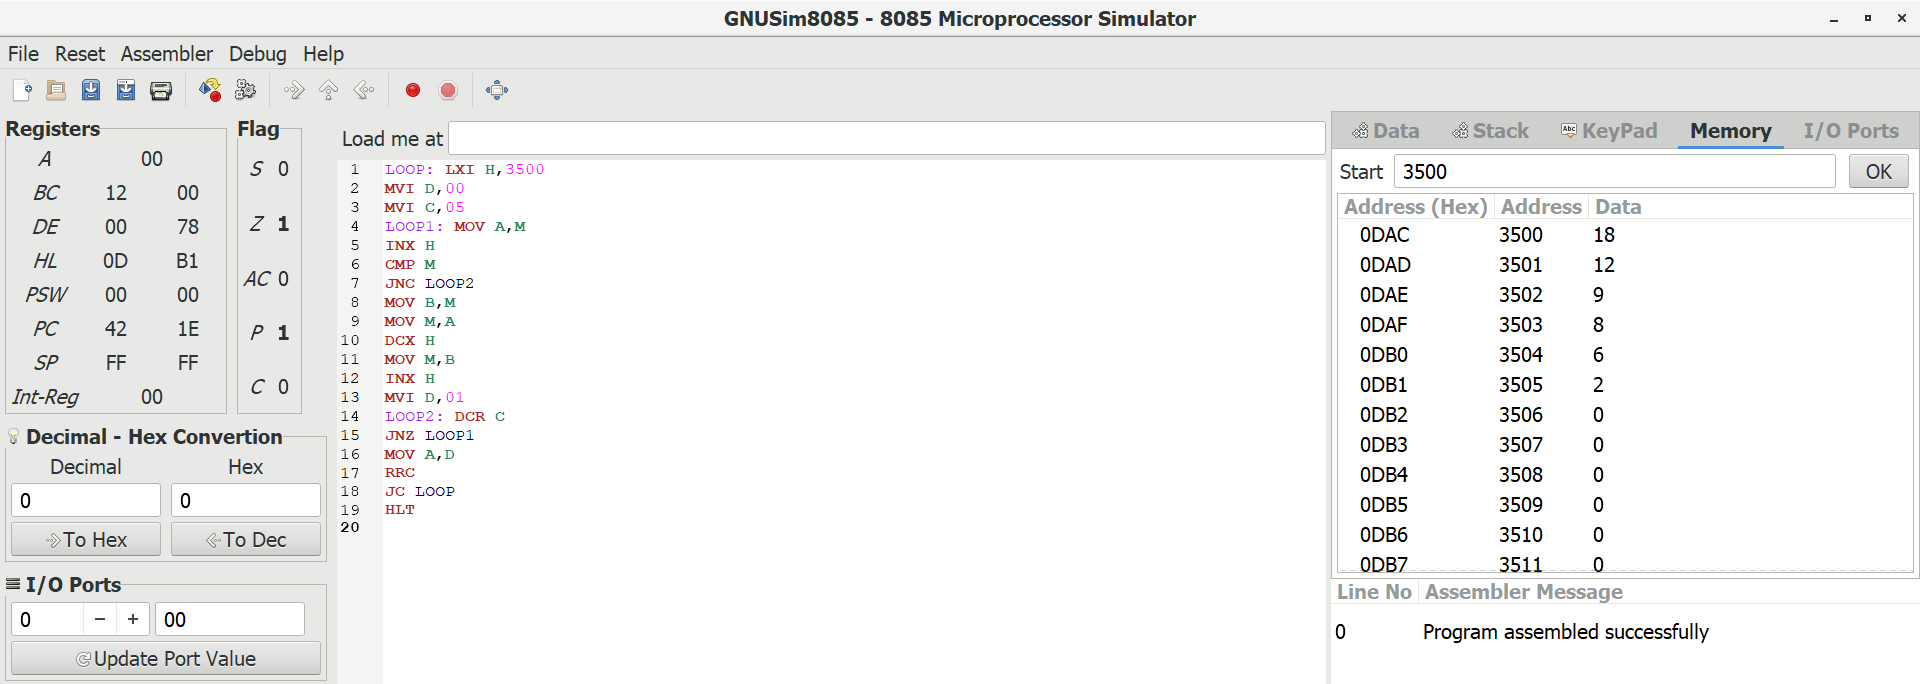 GNUSim8085 - 8085 Microprocessor Simulator
File Reset Assembler Debug Help
Registers
A 00
BC 12 00
DE 00 78
HL 0D B1
PSW 00 00
PC 42 1E
SP FF FF
Int-Reg 00
Flag
S 0
Z 1
AC 0
P 1
C 0
Decimal - Hex Convertion
Decimal Hex
0 0
To Hex To Dec
I/O Ports
0 − + 00
Update Port Value
Load me at
1 LOOP: LXI H,3500
2 MVI D,00
3 MVI C,05
4 LOOP1: MOV A,M
5 INX H
6 CMP M
7 JNC LOOP2
8 MOV B,M
9 MOV M,A
10 DCX H
11 MOV M,B
12 INX H
13 MVI D,01
14 LOOP2: DCR C
15 JNZ LOOP1
16 MOV A,D
17 RRC
18 JC LOOP
19 HLT
20
Data Stack Abc KeyPad Memory I/O Ports
Start 3500 OK
Address (Hex) Address Data
0DAC 3500 18
0DAD 3501 12
0DAE 3502 9
0DAF 3503 8
0DB0 3504 6
0DB1 3505 2
0DB2 3506 0
0DB3 3507 0
0DB4 3508 0
0DB5 3509 0
0DB6 3510 0
0DB7 3511 0
Line No Assembler Message
0 Program assembled successfully